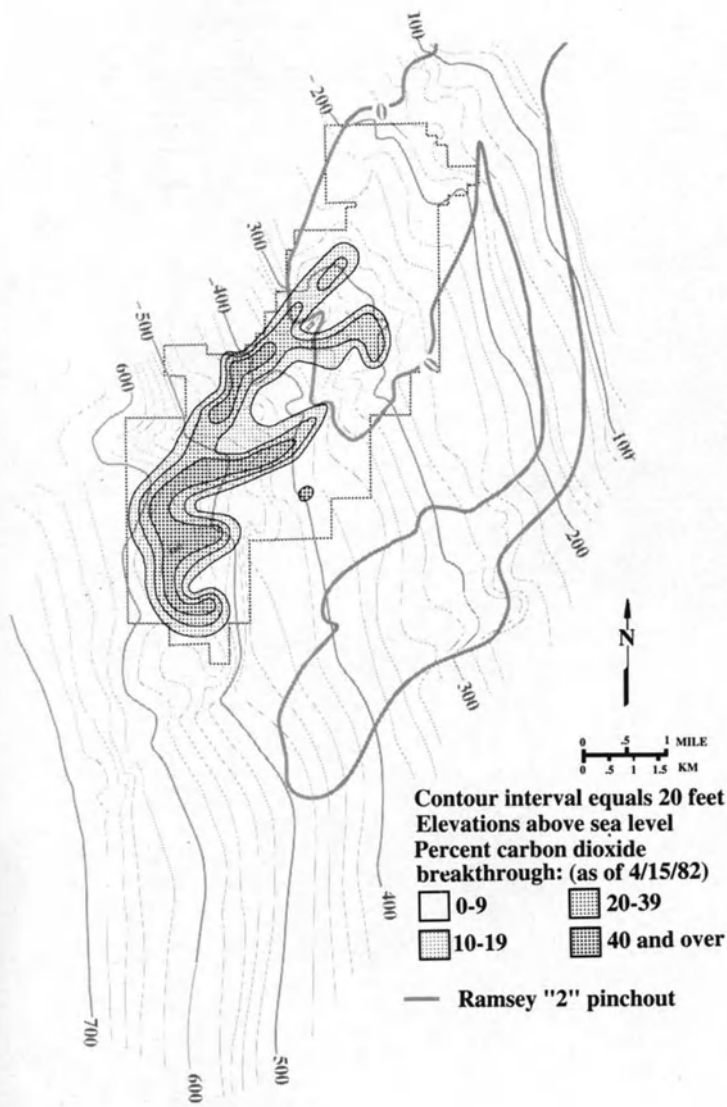 100
-200
0
300
-400
-500
600
0
100
200
N
300
0 .5 1 MILE
0 .5 1 1.5 KM
Contour interval equals 20 feet
Elevations above sea level
Percent carbon dioxide
breakthrough: (as of 4/15/82)
0-9 20-39
10-19 40 and over
400
Ramsey "2" pinchout
700
600
500